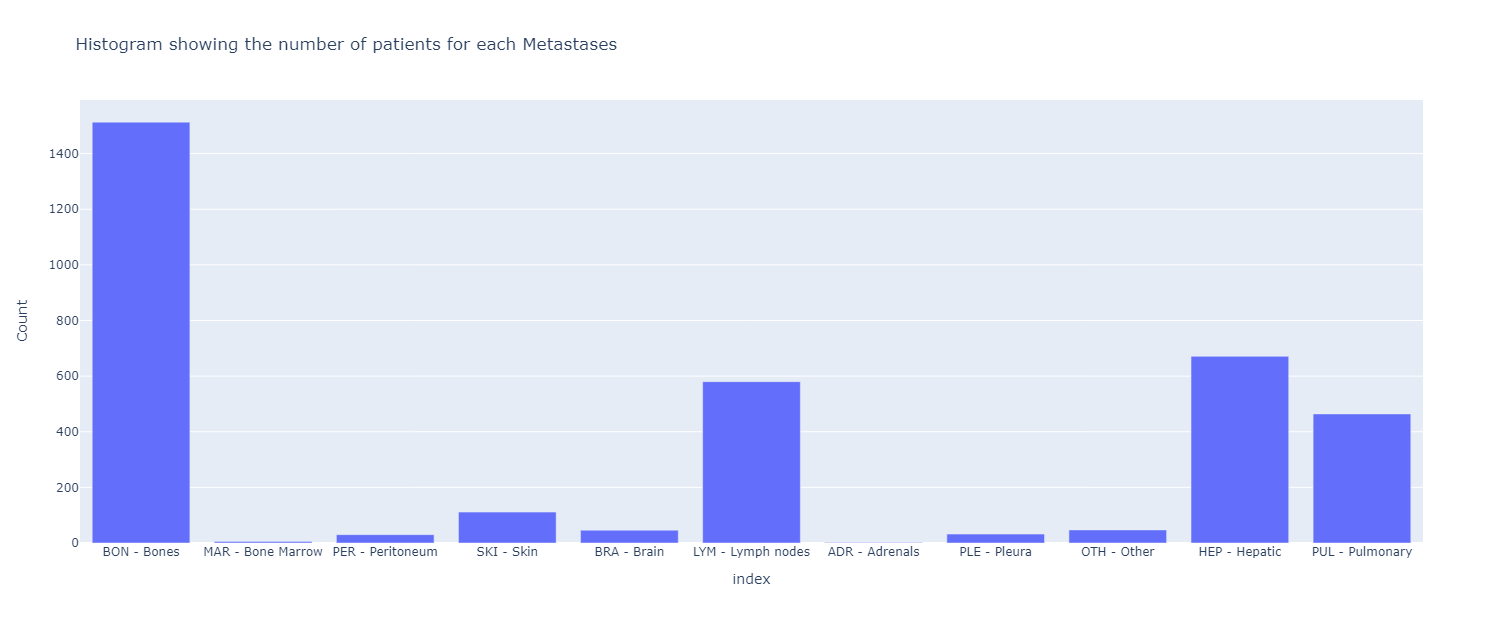 Histogram showing the number of patients for each Metastases
1400
1200
1000
800
600
400
200
0
Count
BON - Bones
MAR - Bone Marrow
PER - Peritoneum
SKI - Skin
BRA - Brain
LYM - Lymph nodes
ADR - Adrenals
PLE - Pleura
OTH - Other
HEP - Hepatic
PUL - Pulmonary
index